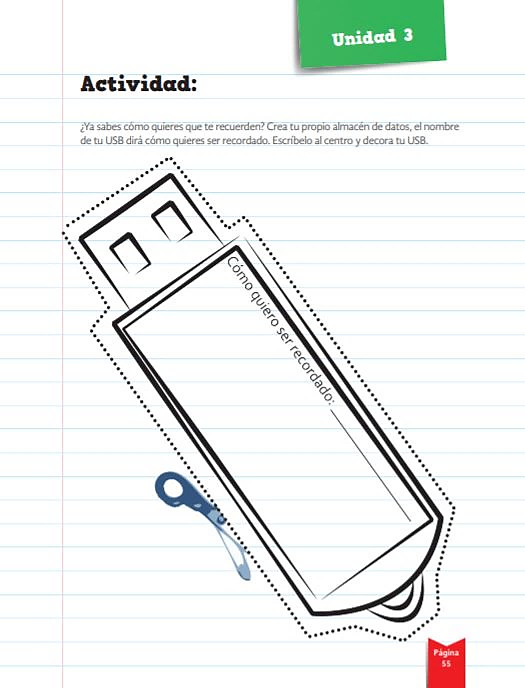 Unidad 3
Actividad:
¿Ya sabes cómo quieres que te recuerden? Crea tu propio almacén de datos, el nombre
de tu USB dirá cómo quieres ser recordado. Escríbelo al centro y decora tu USB.
Cómo quiero ser recordado:
Página
55